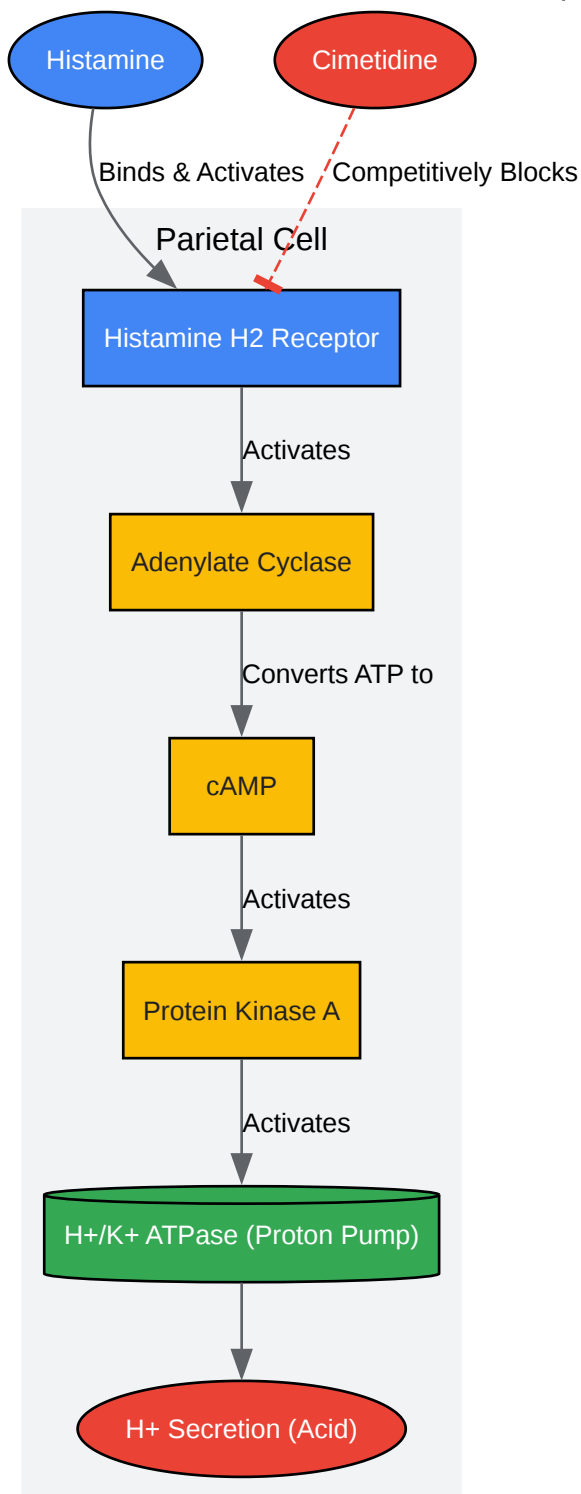 Histamine
Cimetidine
Binds & Activates
Competitively Blocks
Parietal Cell
Histamine H2 Receptor
Activates
Adenylate Cyclase
Converts ATP to
cAMP
Activates
Protein Kinase A
Activates
H+/K+ ATPase (Proton Pump)
H+ Secretion (Acid)